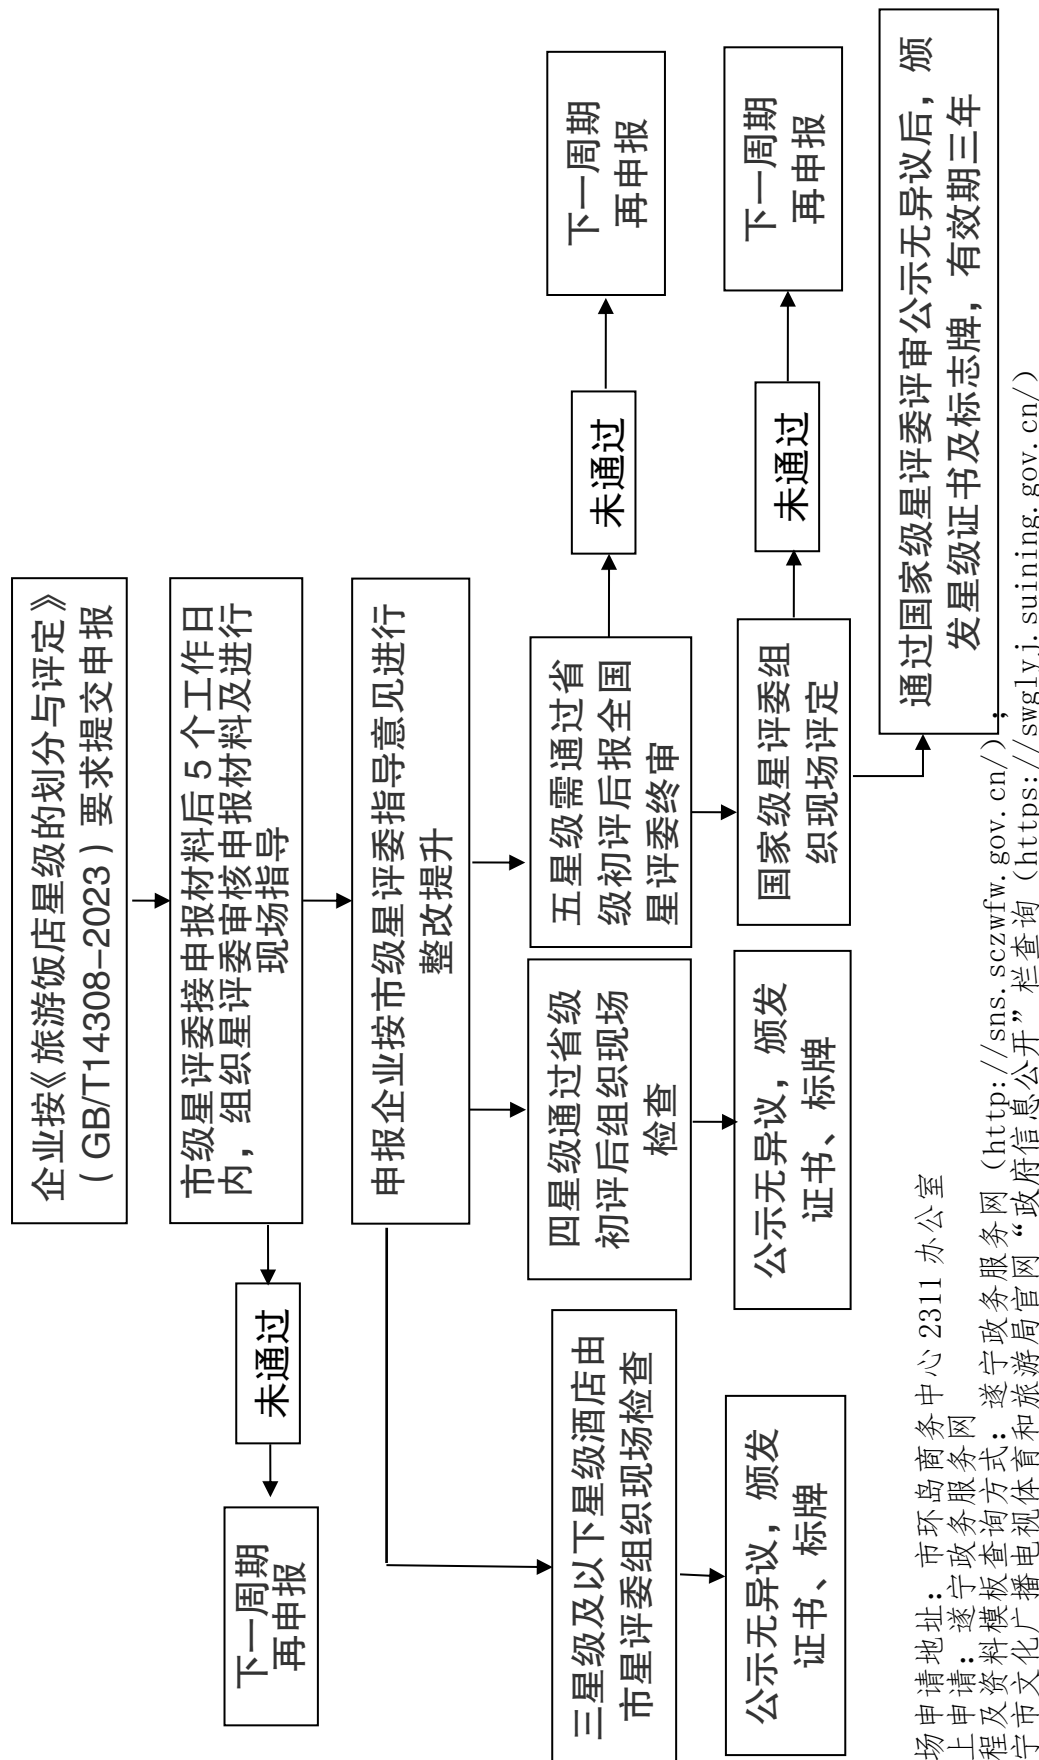 企业按《旅游饭店星级的划分与评定》
（GB/T14308-2023）要求提交申报
市级星评委接申报材料后5个工作日
内，组织星评委审核申报材料及进行
现场指导
未通过
下一周期
再申报
申报企业按市级星评委指导意见进行
整改提升
三星级及以下星级酒店由
市星评委组织现场检查
公示无异议，颁发
证书、标牌
四星级通过省级
初评后组织现场
检查
公示无异议，颁发
证书、标牌
五星级需通过省
级初评后报全国
星评委终审
未通过
下一周期
再申报
国家级星评委组
织现场评定
未通过
下一周期
再申报
通过国家级星评委评审公示无异议后，颁
发星级证书及标志牌，有效期三年
场申请地址：市环岛商务中心2311办公室
上申请：遂宁政务服务网
程及资料模板查询方式：遂宁政务服务网（http://sns.sczwfw.gov.cn/）；
宁市文化广播电视体育和旅游局官网“政府信息公开”栏查询（https://swglyj.suining.gov.cn/）